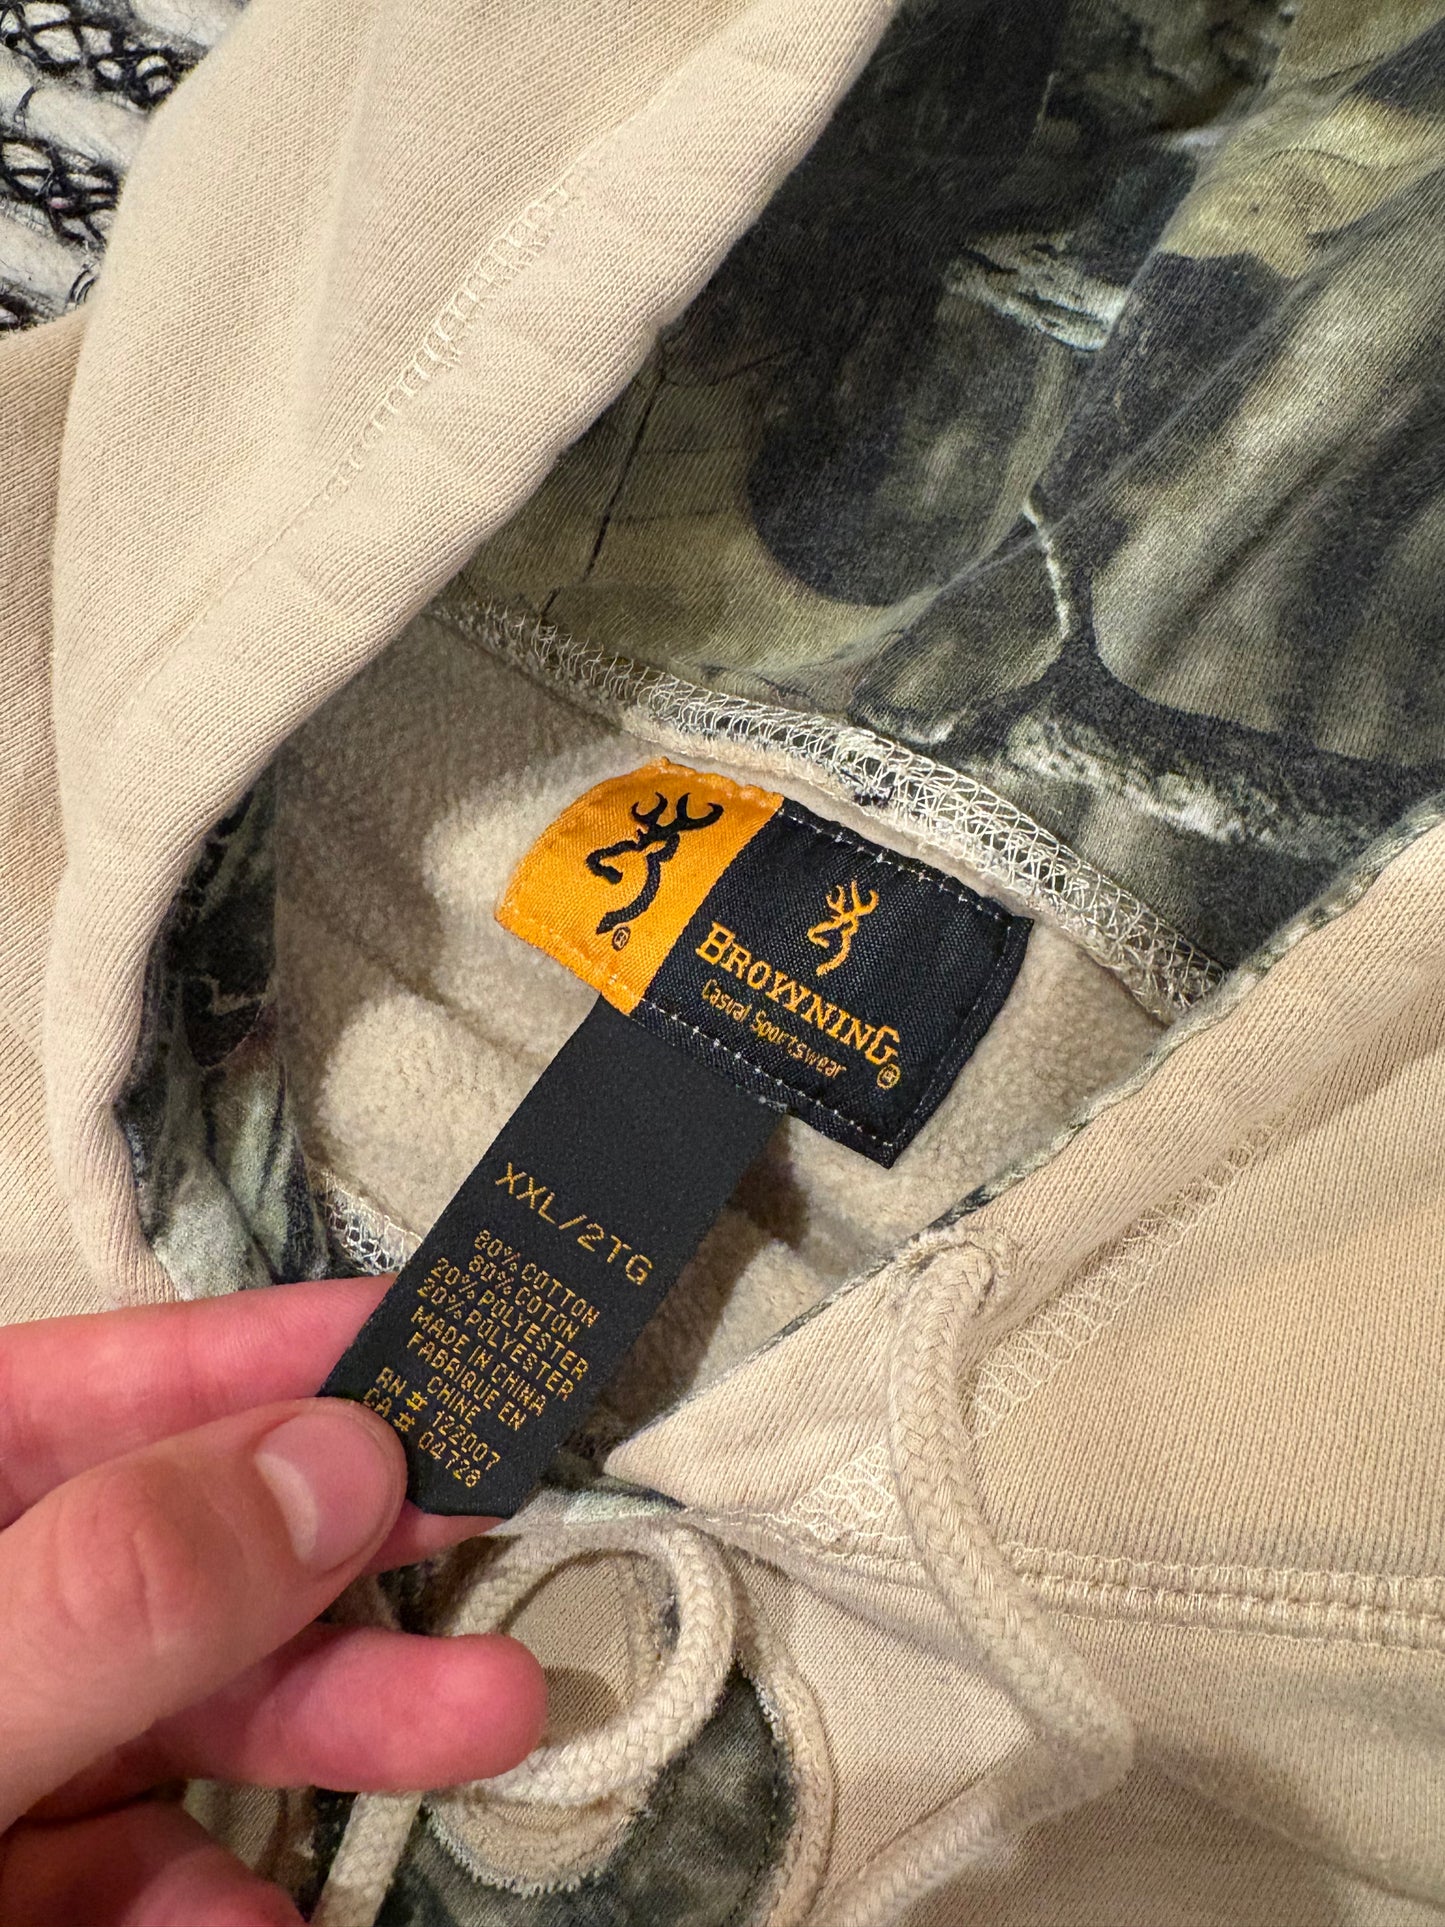 ®
BROWNING®
Casual Sportswear
XXL/2TG
80% COTTON
80% COTON
20% POLYESTER
20% POLYESTER
MADE IN CHINA
FABRIQUE EN
CHINE
RN # 122007
CA # 04728